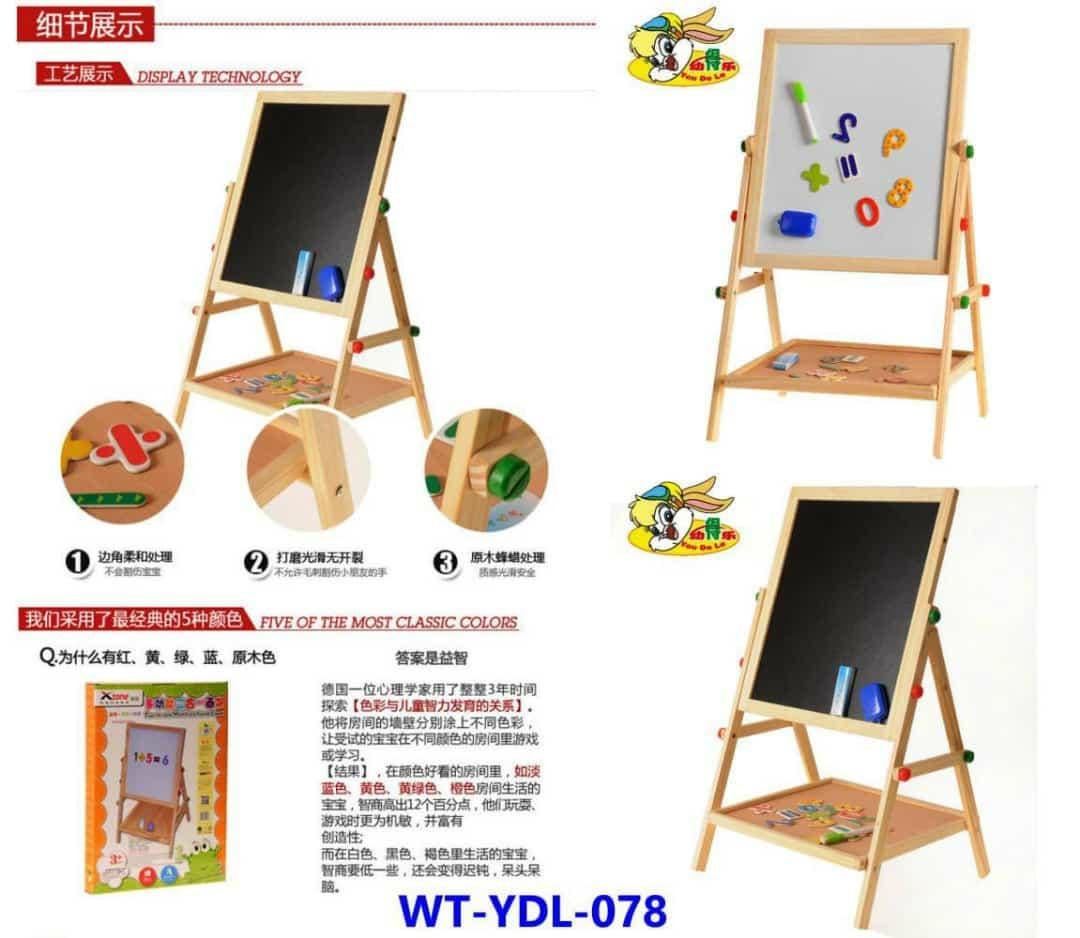 细节展示
工艺展示 DISPLAY TECHNOLOGY
幼得乐
You De Le
1 边角柔和处理
不会割伤宝宝
2 打磨光滑无开裂
不允许毛刺割伤小朋友的手
3 原木蜂蜡处理
质感光滑安全
幼得乐
You De Le
我们采用了最经典的5种颜色 FIVE OF THE MOST CLASSIC COLORS
Q.为什么有红、黄、绿、蓝、原木色
答案是益智
德国一位心理学家用了整整3年时间
探索【色彩与儿童智力发育的关系】。
他将房间的墙壁分别涂上不同色彩，
让受试的宝宝在不同颜色的房间里游戏
或学习。
【结果】，在颜色好看的房间里，如淡
蓝色、黄色、黄绿色、橙色房间生活的
宝宝，智商高出12个百分点，他们玩耍、
游戏时更为机敏，并富有
创造性;
而在白色、黑色、褐色里生活的宝宝，
智商要低一些，还会变得迟钝，呆头呆
脑。
Xzone
1+5=6
3+
WT-YDL-078